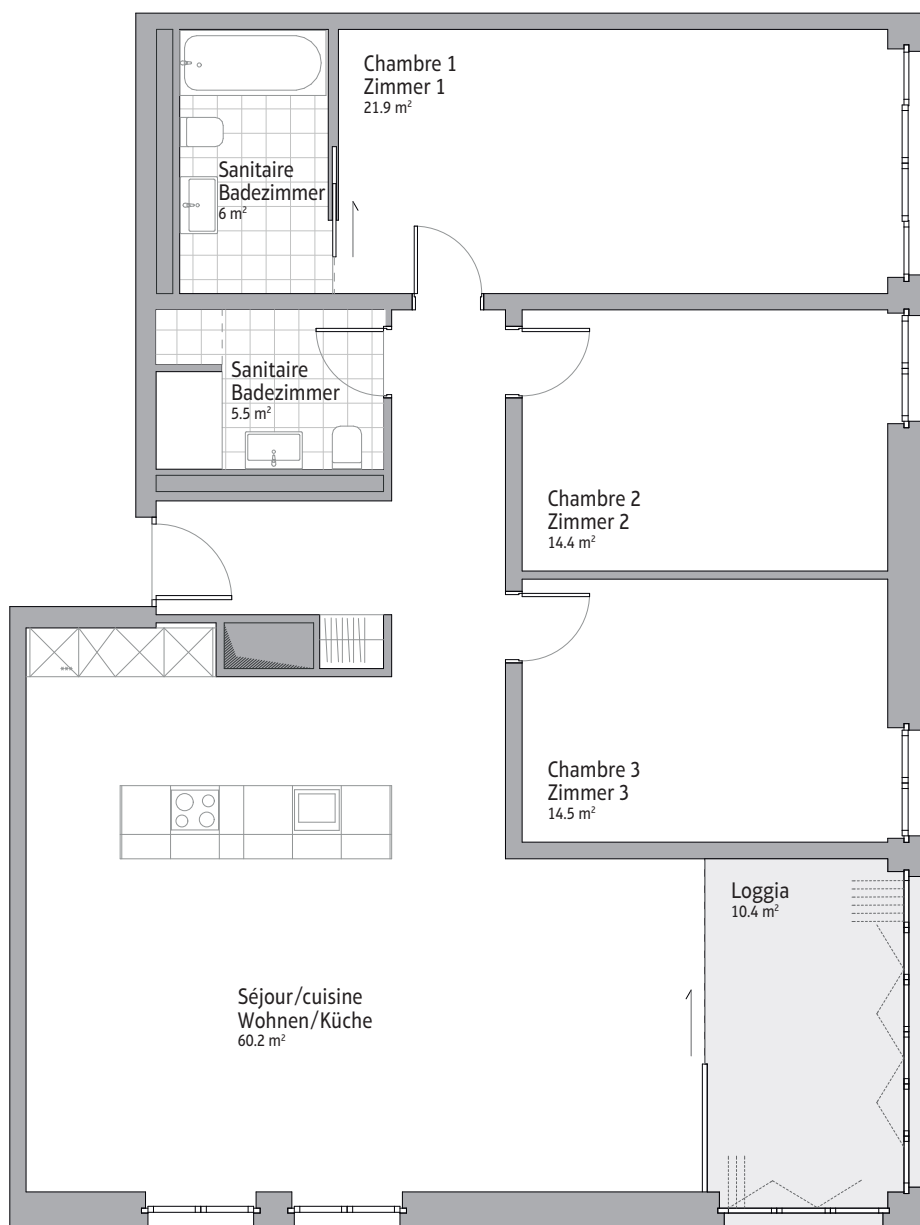 Chambre 1
Zimmer 1
21.9 m²
Sanitaire
Badezimmer
6 m²
Sanitaire
Badezimmer
5.5 m²
Chambre 2
Zimmer 2
14.4 m²
Chambre 3
Zimmer 3
14.5 m²
Loggia
10.4 m²
Séjour/cuisine
Wohnen/Küche
60.2 m²